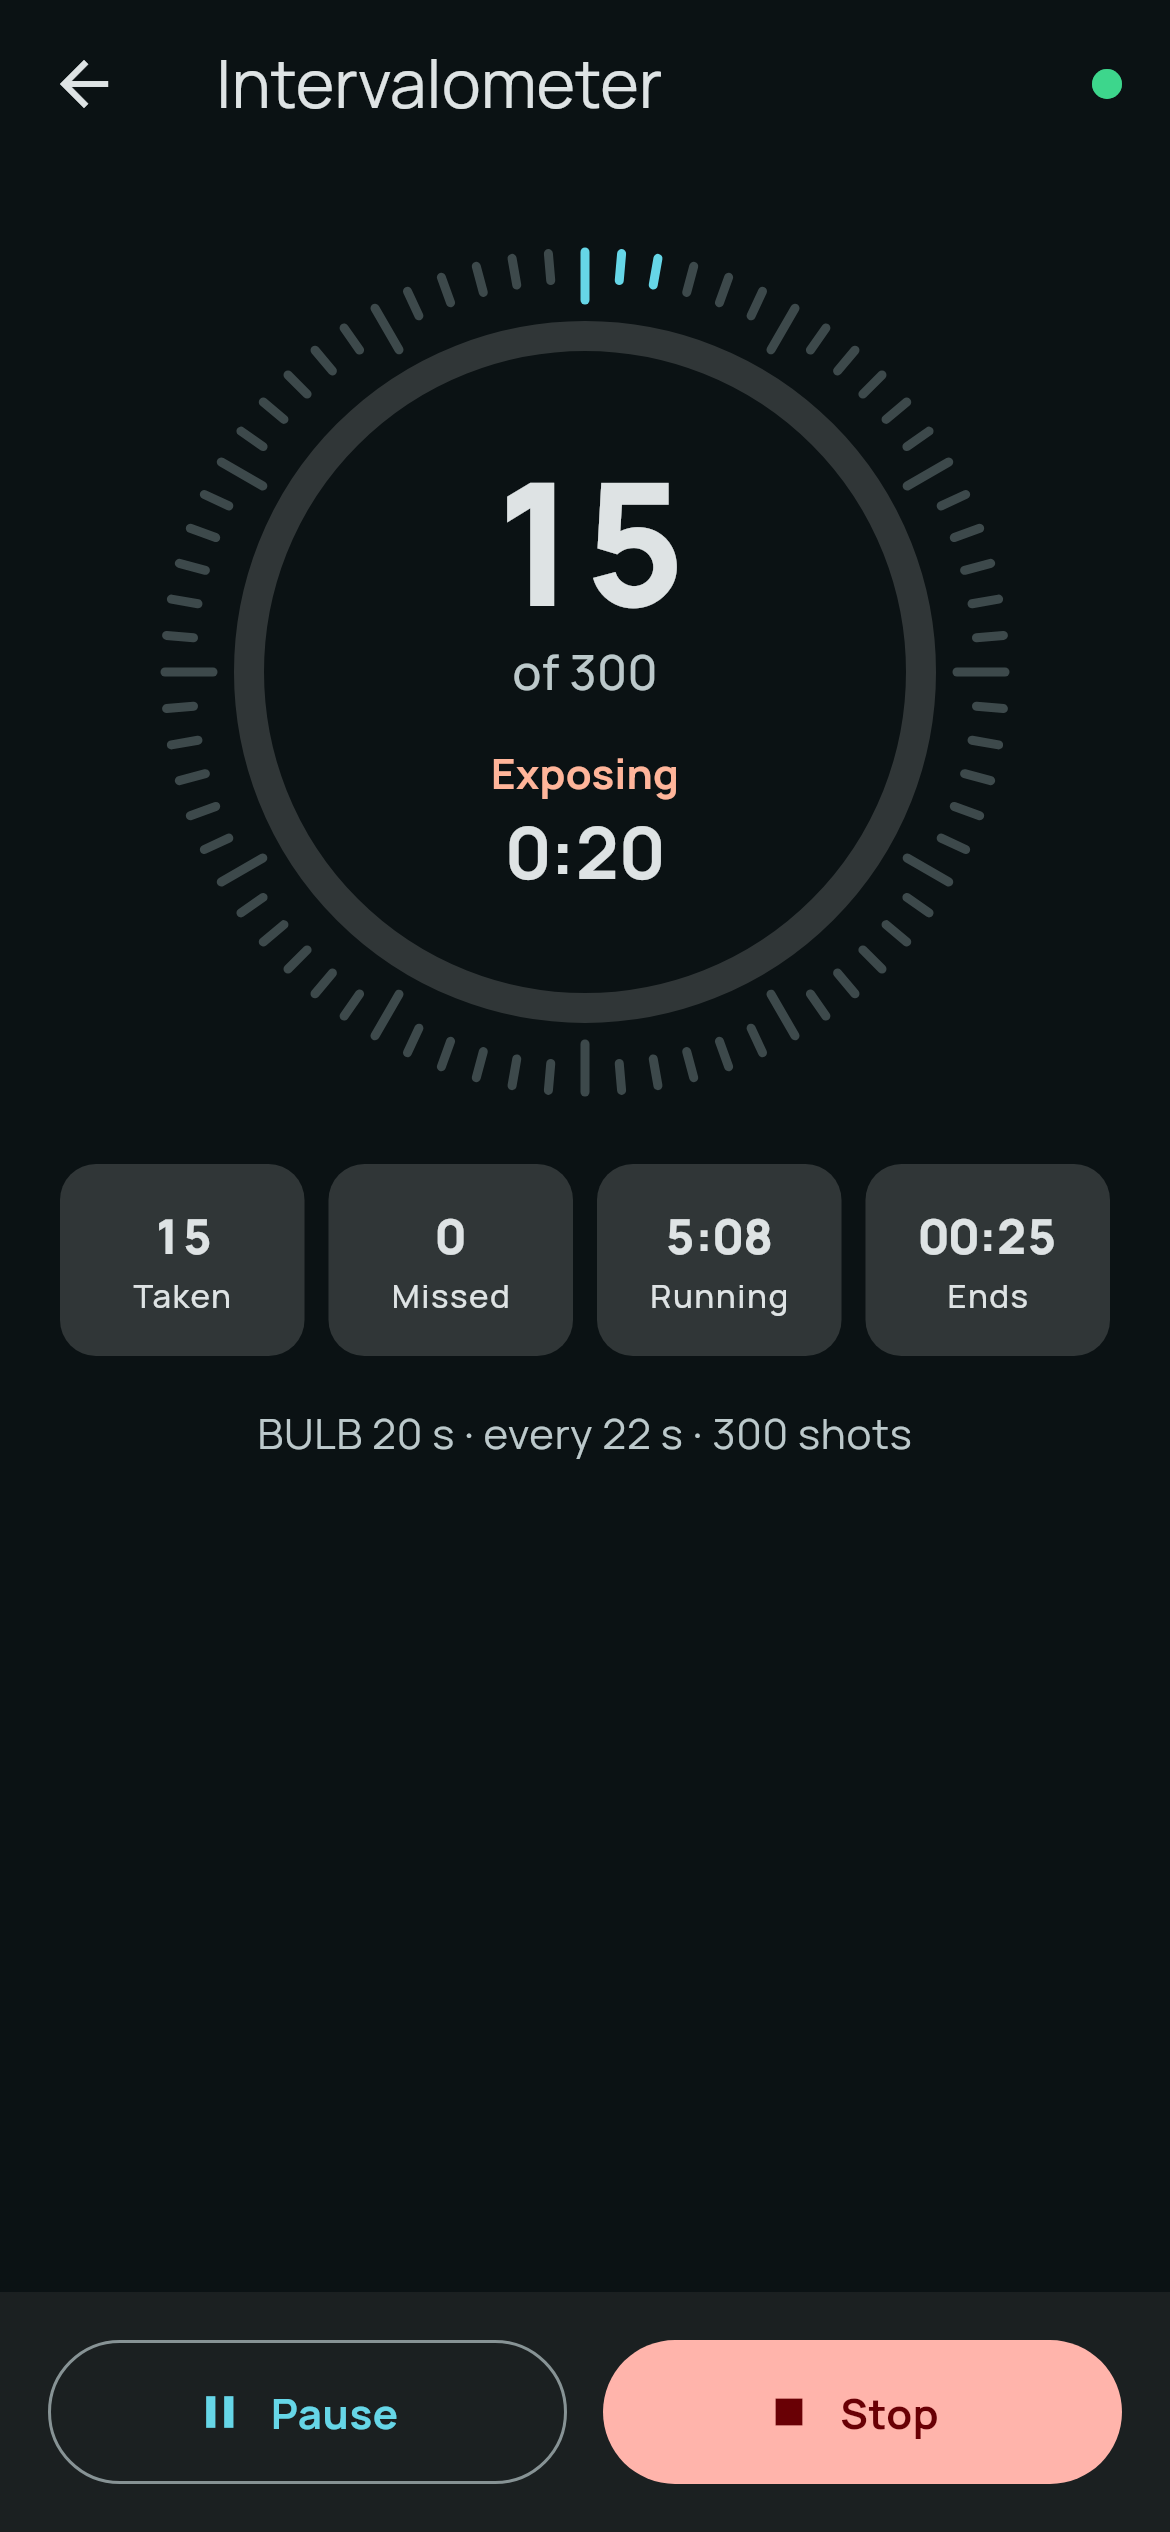 Intervalometer
15
of 300
Exposing
0:20
15 0 5:08 00:25
Taken Missed Running Ends
BULB 20 s · every 22 s · 300 shots
Pause Stop